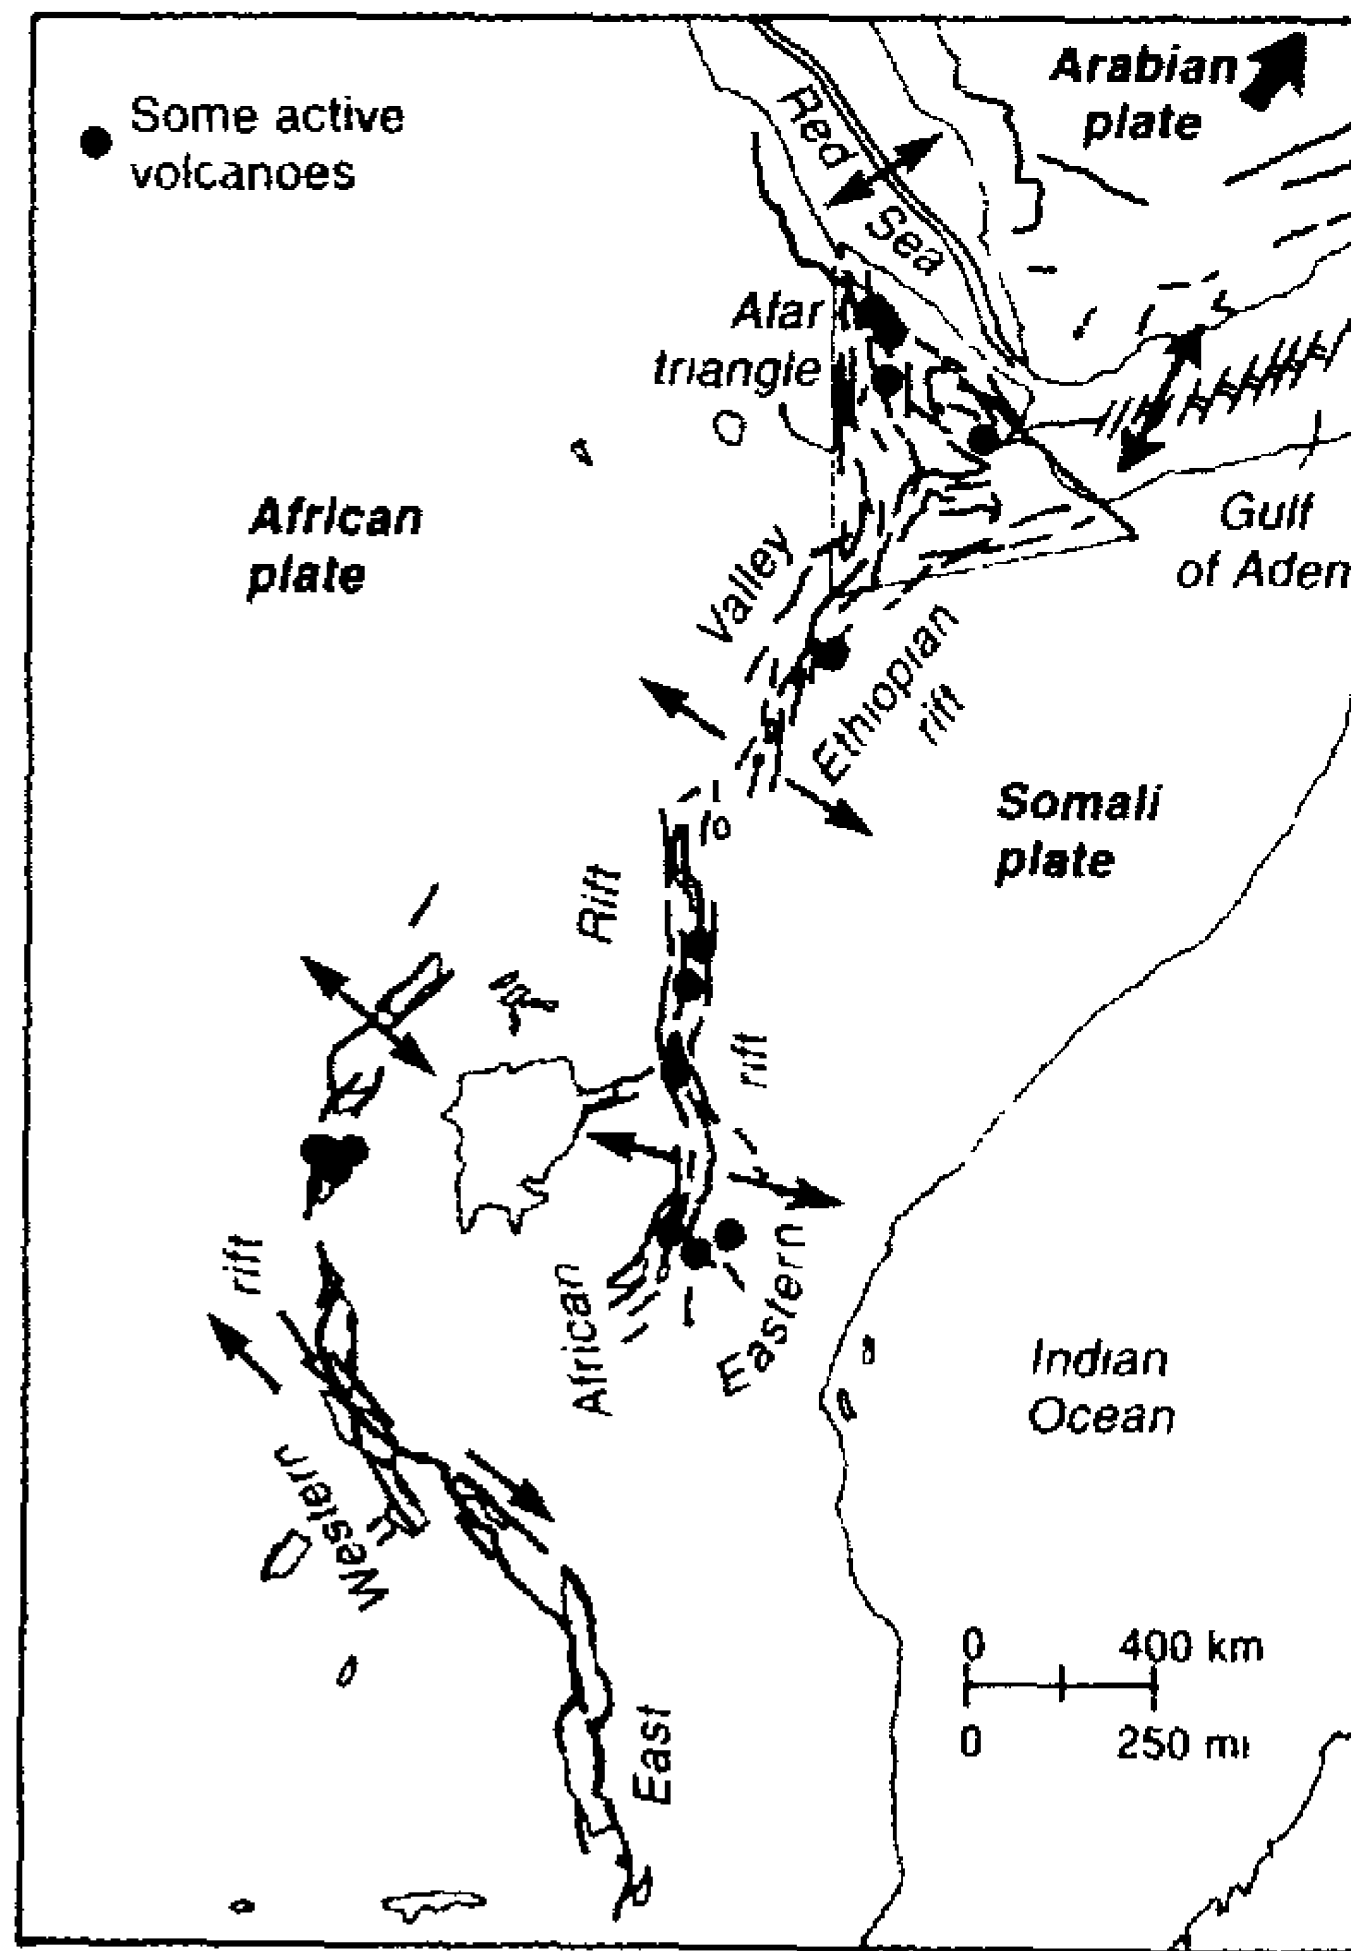 Some active
volcanoes
Arabian
plate
Red
Sea
Afar
triangle
African
plate
Gulf
of Aden
Valley
Ethiopian
rift
Somali
plate
Rift
rift
rift
African
Eastern
Indian
Ocean
Western
0 400 km
0 250 mi
East